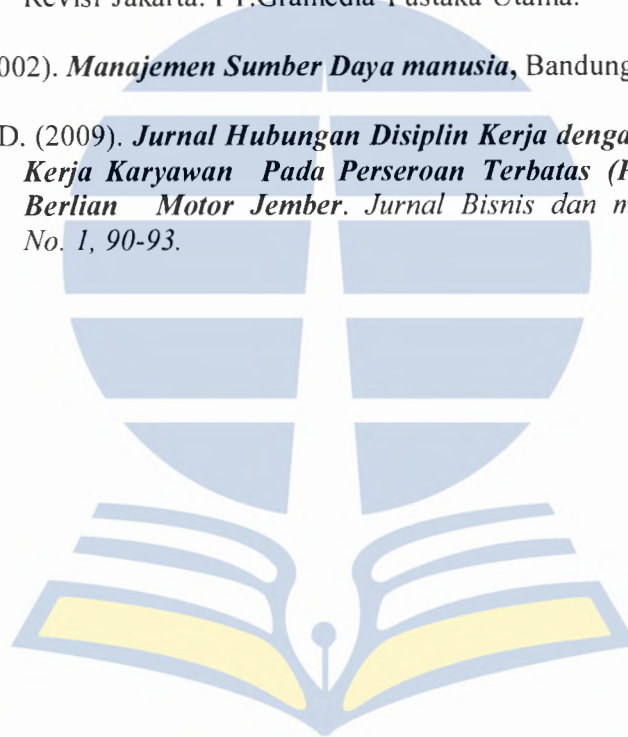 Revisi Jakarta: PT.Gramedia Pustaka Utama.
002). Manajemen Sumber Daya manusia, Bandung
D. (2009). Jurnal Hubungan Disiplin Kerja denga
Kerja Karyawan Pada Perseroan Terbatas (P
Berlian Motor Jember. Jurnal Bisnis dan m
No. 1, 90-93.